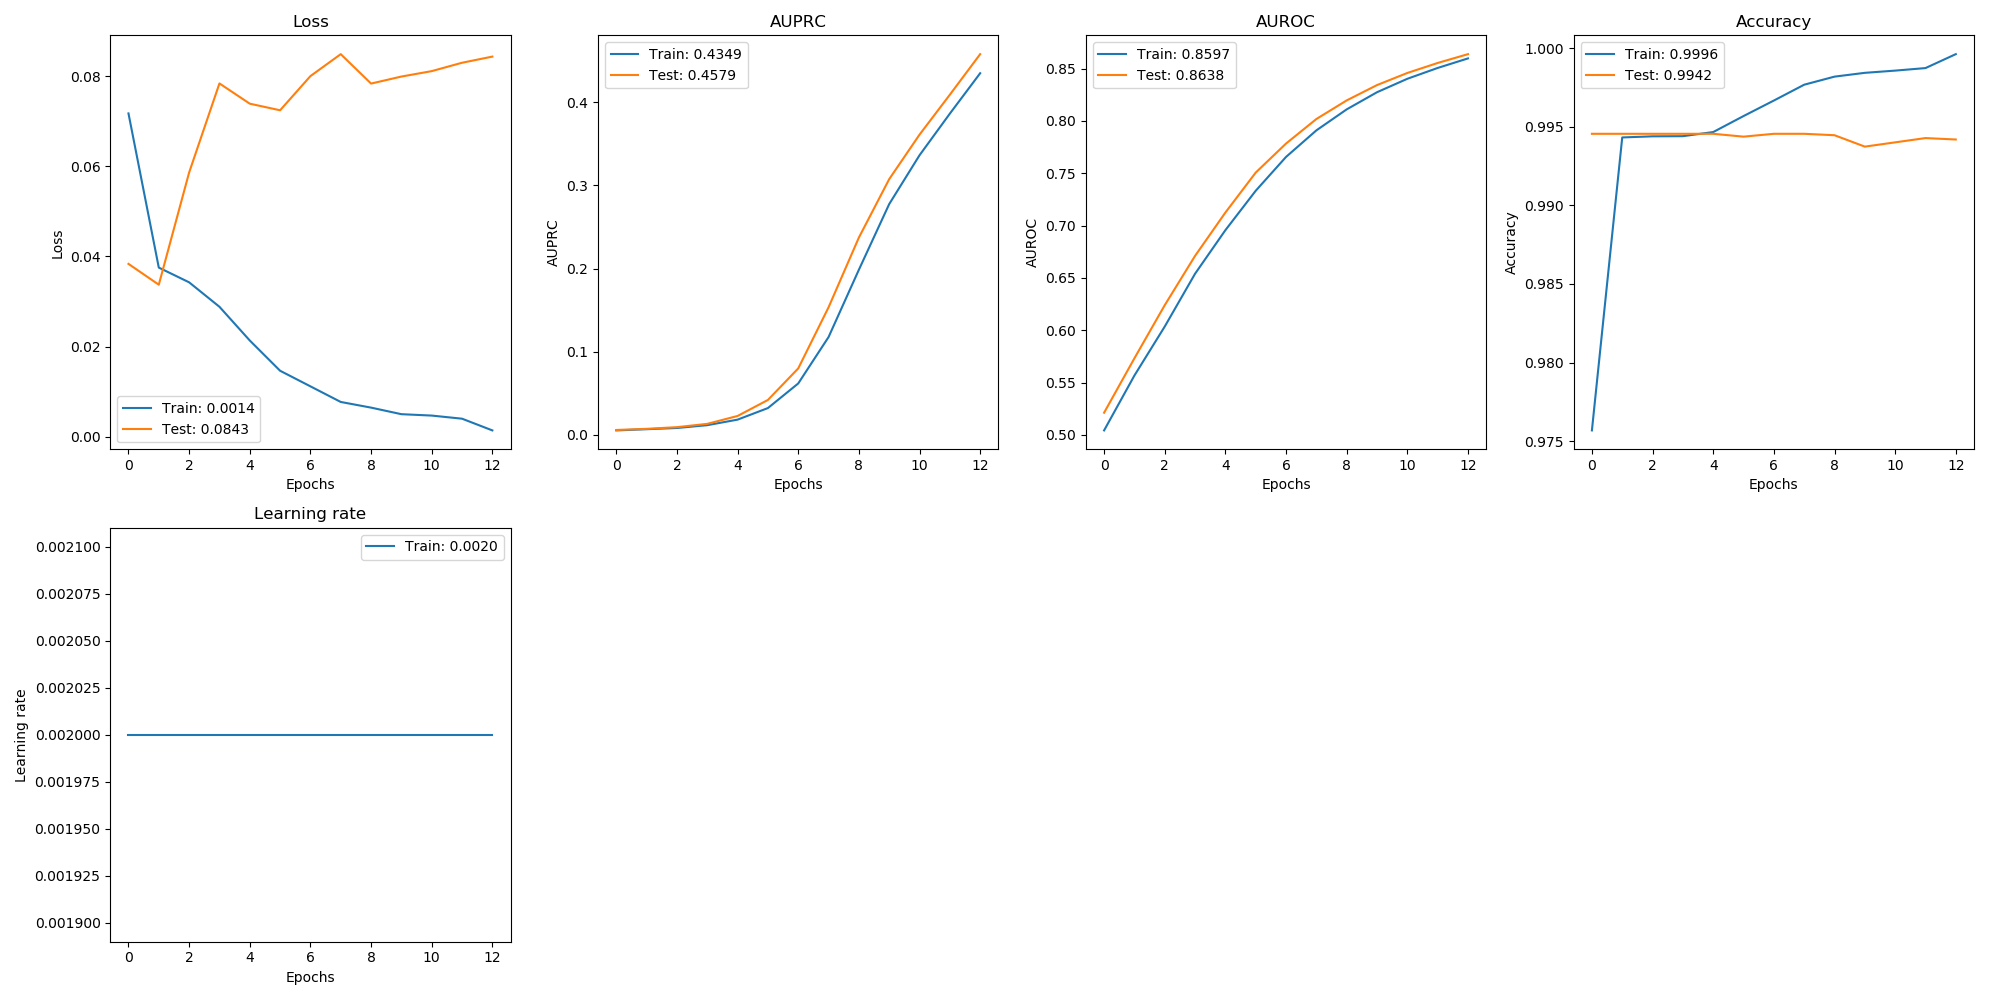 Loss
Loss
0.08
0.06
0.04
0.02
0.00
Train: 0.0014
Test: 0.0843
0 2 4 6 8 10 12
Epochs
AUPRC
AUPRC
0.4
0.3
0.2
0.1
0.0
Train: 0.4349
Test: 0.4579
0 2 4 6 8 10 12
Epochs
AUROC
AUROC
0.85
0.80
0.75
0.70
0.65
0.60
0.55
0.50
Train: 0.8597
Test: 0.8638
0 2 4 6 8 10 12
Epochs
Accuracy
Accuracy
1.000
0.995
0.990
0.985
0.980
0.975
Train: 0.9996
Test: 0.9942
0 2 4 6 8 10 12
Epochs
Learning rate
Learning rate
0.002100
0.002075
0.002050
0.002025
0.002000
0.001975
0.001950
0.001925
0.001900
Train: 0.0020
0 2 4 6 8 10 12
Epochs